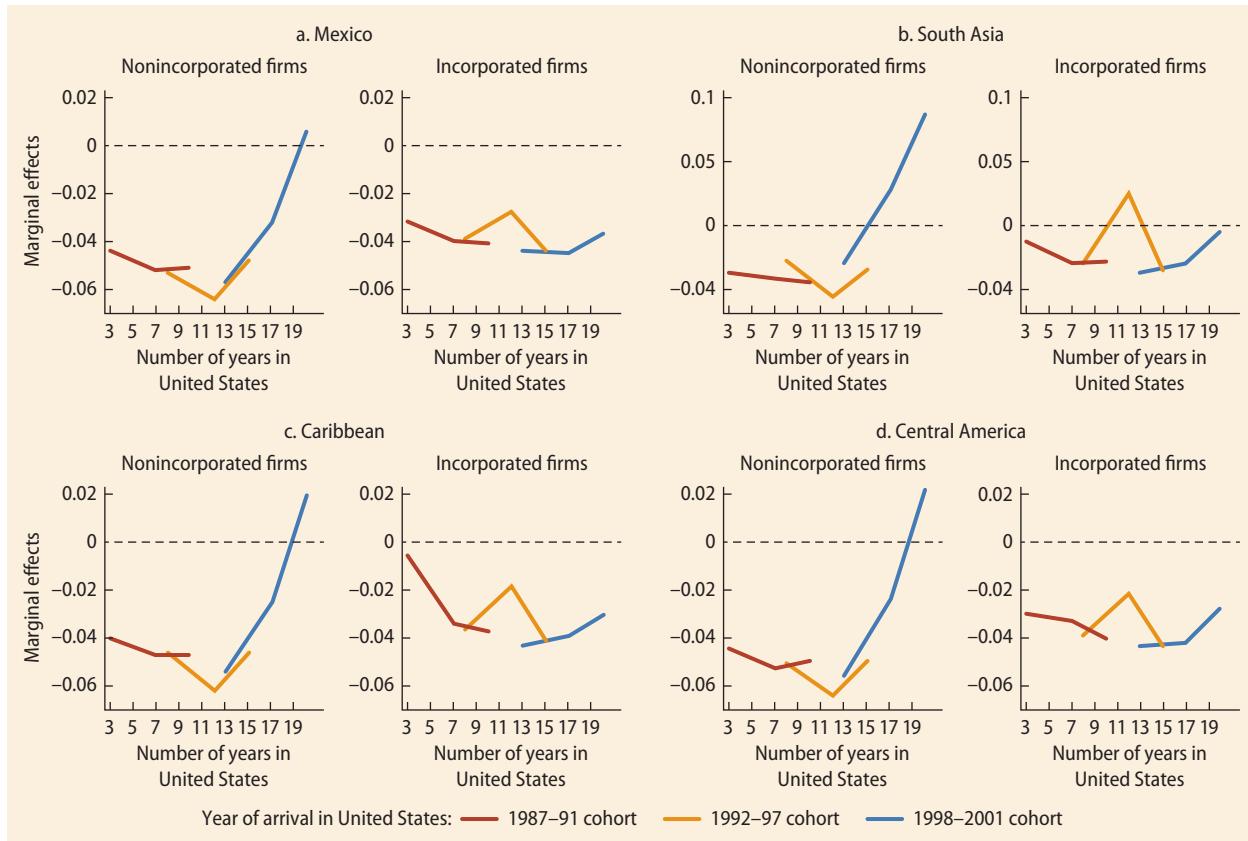 a. Mexico
Nonincorporated firms
Incorporated firms
Marginal effects
0.02
0
−0.02
−0.04
−0.06
3 5 7 9 11 13 15 17 19
Number of years in
United States
0.02
0
−0.02
−0.04
−0.06
3 5 7 9 11 13 15 17 19
Number of years in
United States
b. South Asia
Nonincorporated firms
Incorporated firms
0.1
0.05
0
−0.04
3 5 7 9 11 13 15 17 19
Number of years in
United States
0.1
0.05
0
−0.04
3 5 7 9 11 13 15 17 19
Number of years in
United States
c. Caribbean
Nonincorporated firms
Incorporated firms
Marginal effects
0.02
0
−0.02
−0.04
−0.06
3 5 7 9 11 13 15 17 19
Number of years in
United States
0.02
0
−0.02
−0.04
−0.06
3 5 7 9 11 13 15 17 19
Number of years in
United States
d. Central America
Nonincorporated firms
Incorporated firms
0.02
0
−0.02
−0.04
−0.06
3 5 7 9 11 13 15 17 19
Number of years in
United States
0.02
0
−0.02
−0.04
−0.06
3 5 7 9 11 13 15 17 19
Number of years in
United States
Year of arrival in United States: 1987–91 cohort 1992–97 cohort 1998–2001 cohort